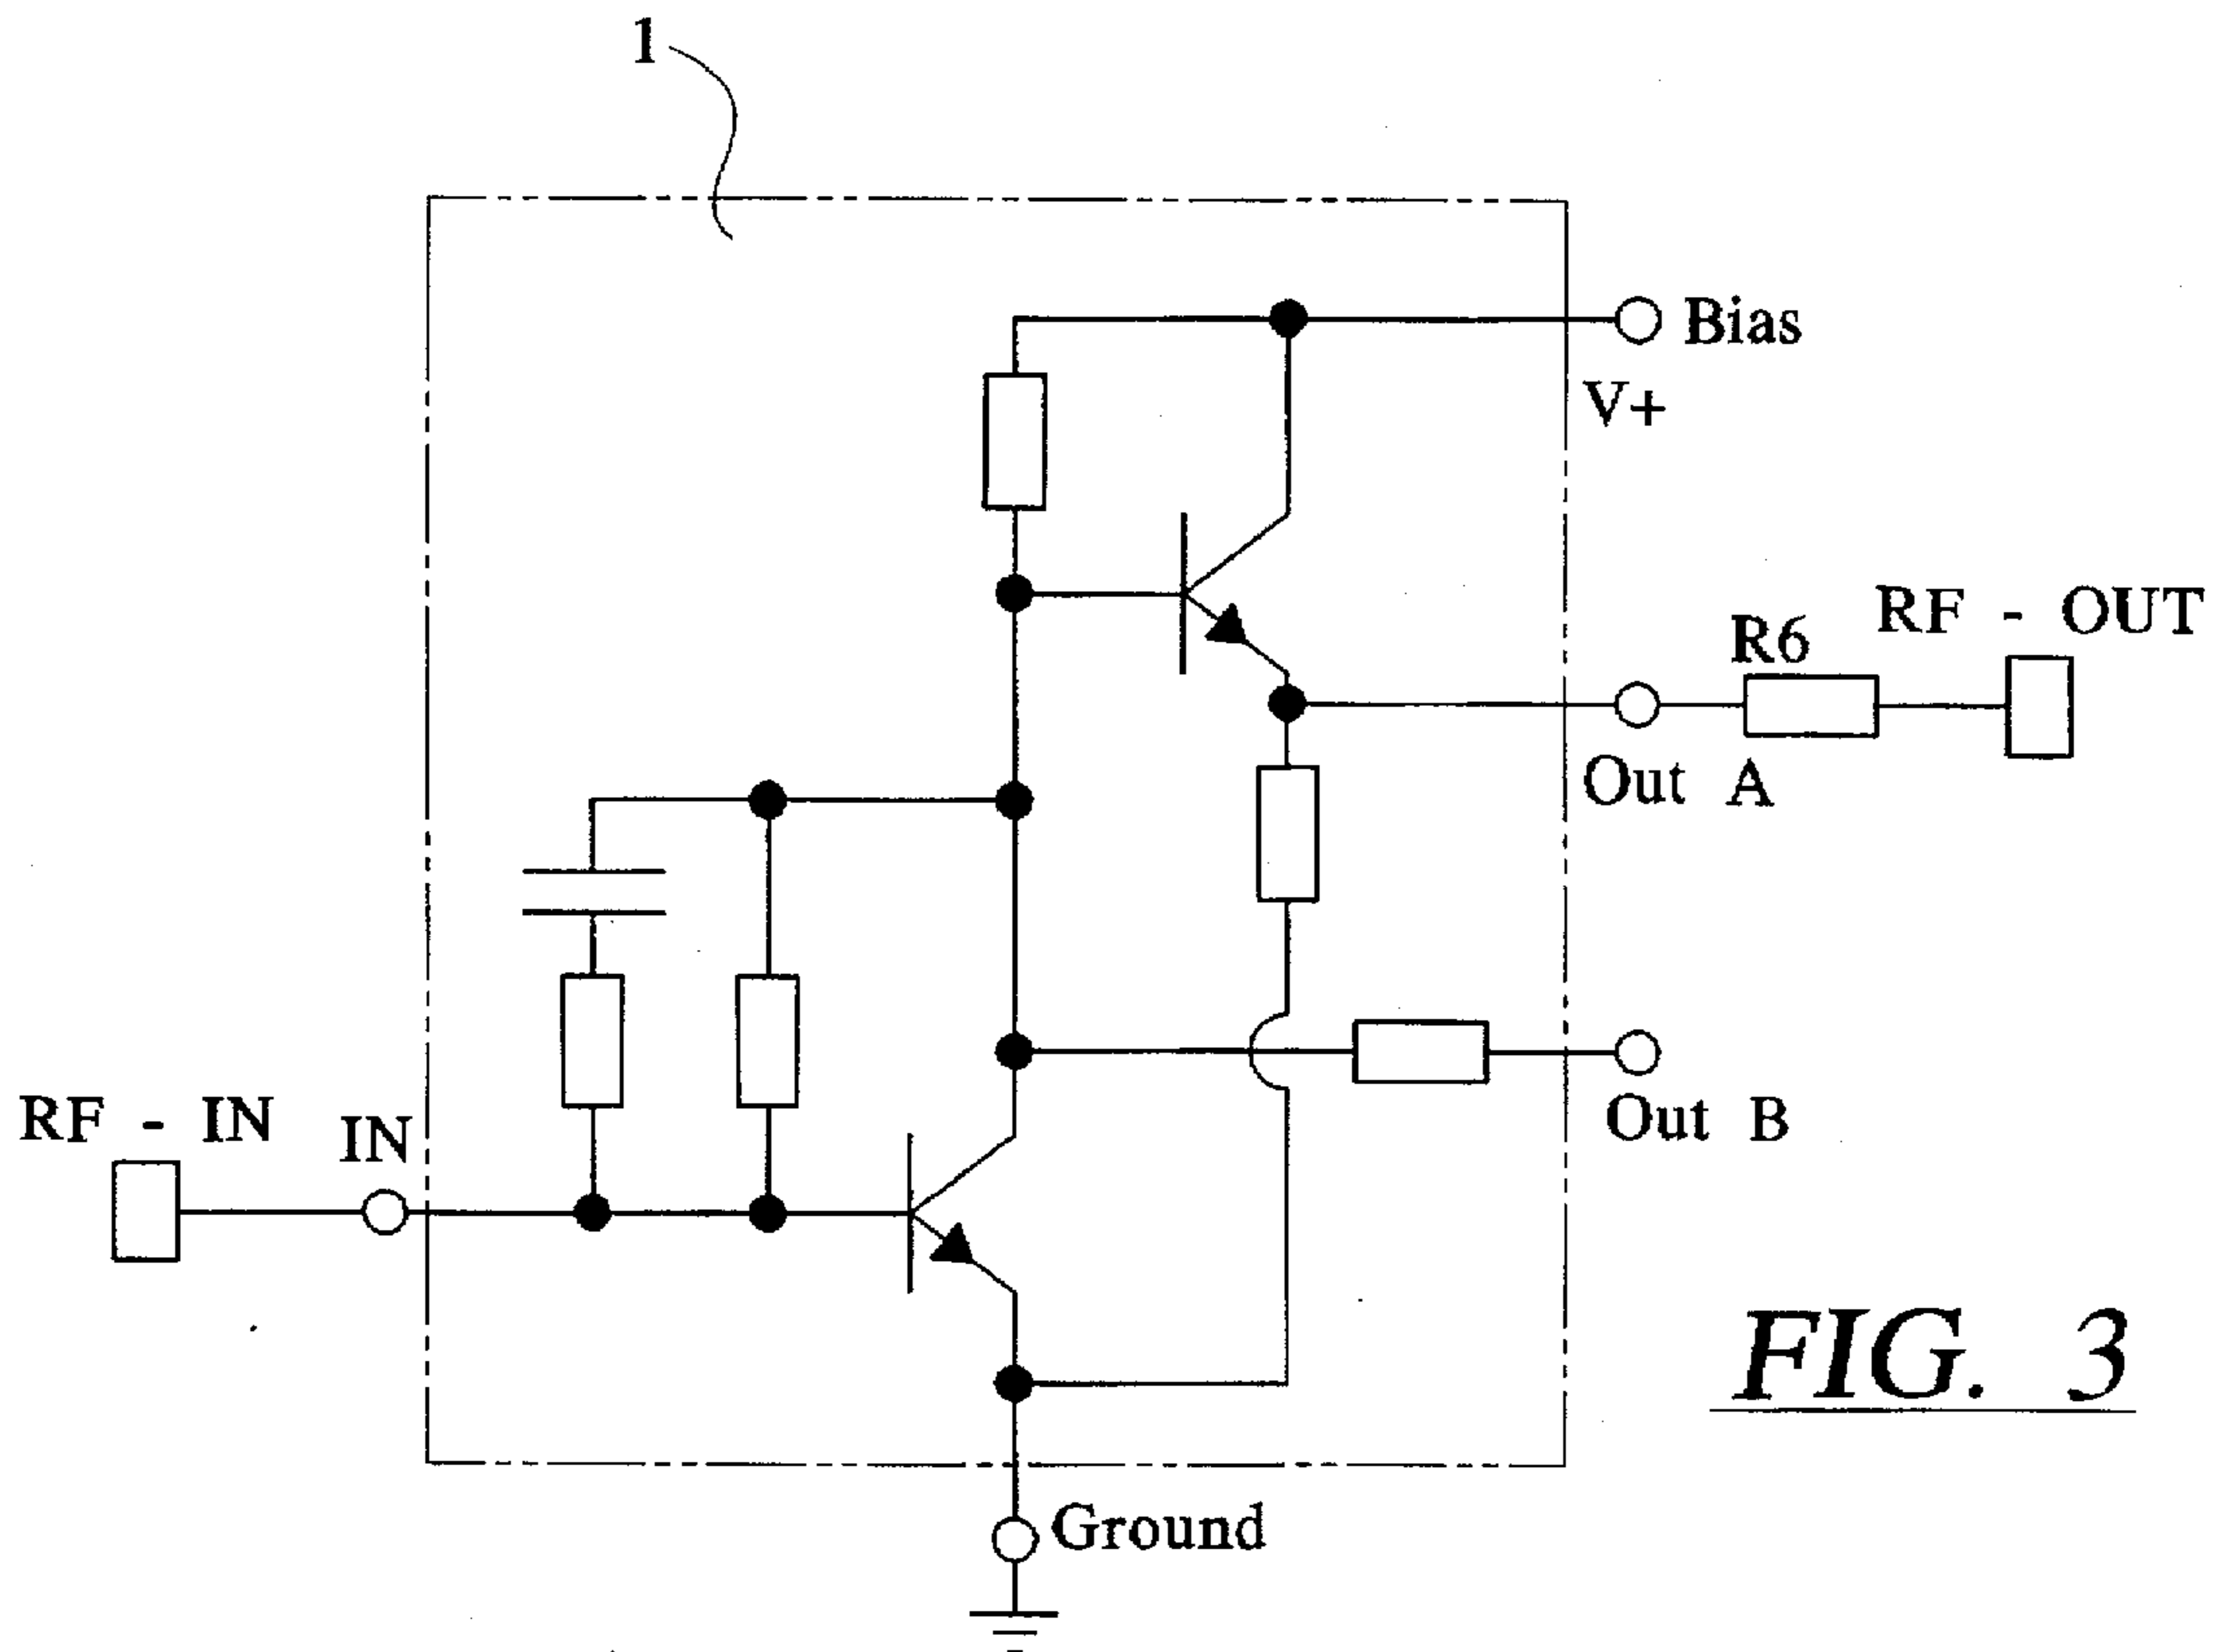 1
Bias
V+
R6
RF - OUT
Out A
RF - IN
IN
Out B
FIG. 3
Ground